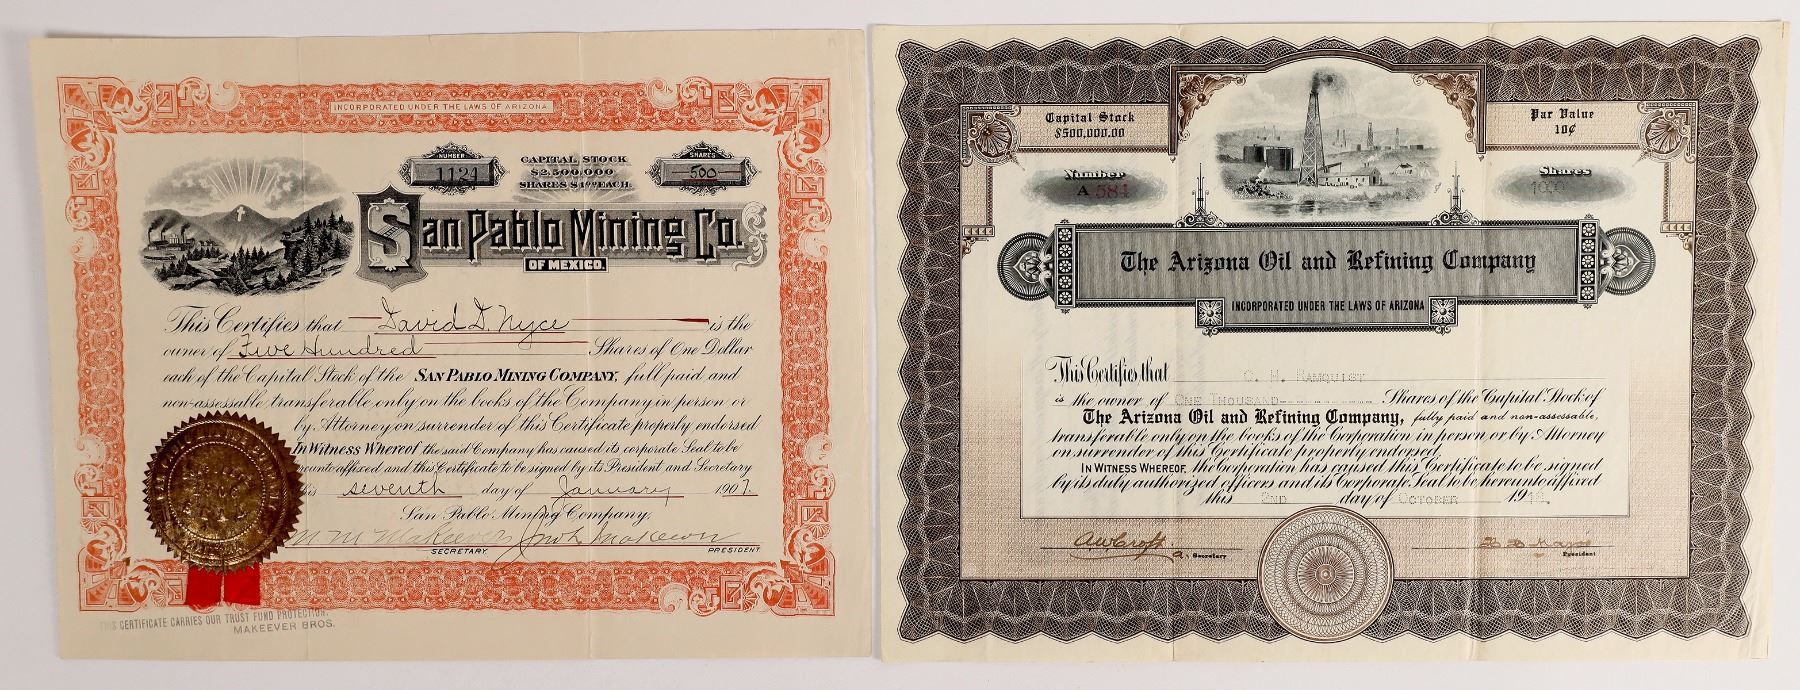 INCORPORATED UNDER THE LAWS OF ARIZONA
NUMBER
1124
CAPITAL STOCK
$2,500,000
SHARES $1.00 EACH.
SHARES
500
San Pablo Mining Co.
OF MEXICO.
This Certifies that David D. Nyce is the
owner of Five Hundred Shares of One Dollar
each of the Capital Stock of the SAN PABLO MINING COMPANY, full paid and
non-assessable, transferable only on the books of the Company in person or
by Attorney on surrender of this Certificate properly endorsed
In Witness Whereof the said Company has caused its corporate Seal to be
hereunto affixed and this Certificate to be signed by its President and Secretary
this seventh day of January 1907.
San Pablo Mining Company,
M M Makeever
SECRETARY.
PRESIDENT
THIS CERTIFICATE CARRIES OUR TRUST FUND PROTECTION.
MAKEEVER BROS.
Capital Stock
$500,000.00
Par Value
10¢
Number
A 584
Shares
1000
The Arizona Oil and Refining Company
INCORPORATED UNDER THE LAWS OF ARIZONA
This Certifies that C. H. RAMQUIST
is the owner of ONE THOUSAND Shares of the Capital Stock of
The Arizona Oil and Refining Company, fully paid and non-assessable,
transferable only on the books of the Corporation in person or by Attorney
on surrender of this Certificate properly endorsed.
IN WITNESS WHEREOF, the Corporation has caused this Certificate to be signed
by its duly authorized officers and its Corporate Seal to be hereunto affixed
this 2ND day of OCTOBER 19
A W Croft
A. Secretary
President